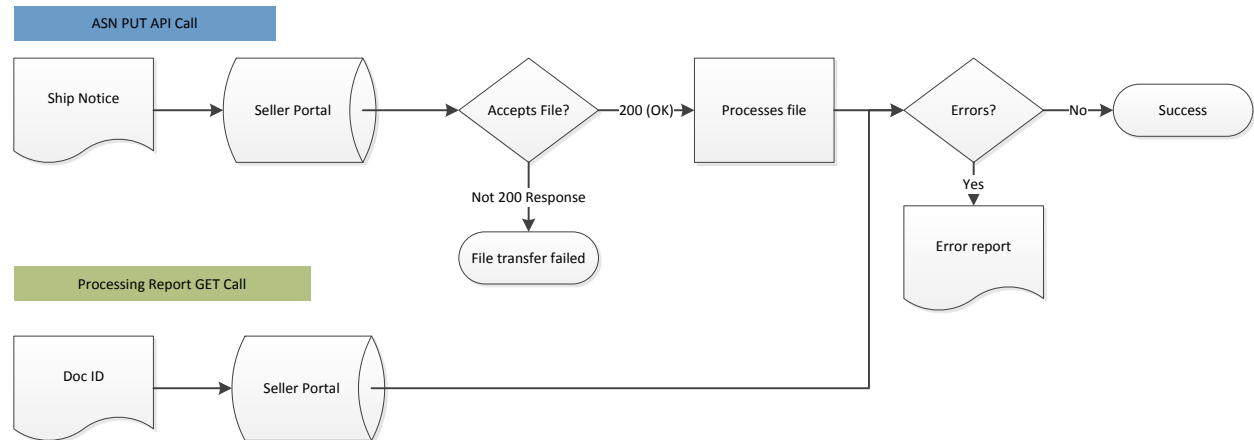 ASN PUT API Call
Ship Notice
Seller Portal
Accepts File?
200 (OK)
Processes file
Errors?
No
Success
Not 200 Response
Yes
File transfer failed
Error report
Processing Report GET Call
Doc ID
Seller Portal